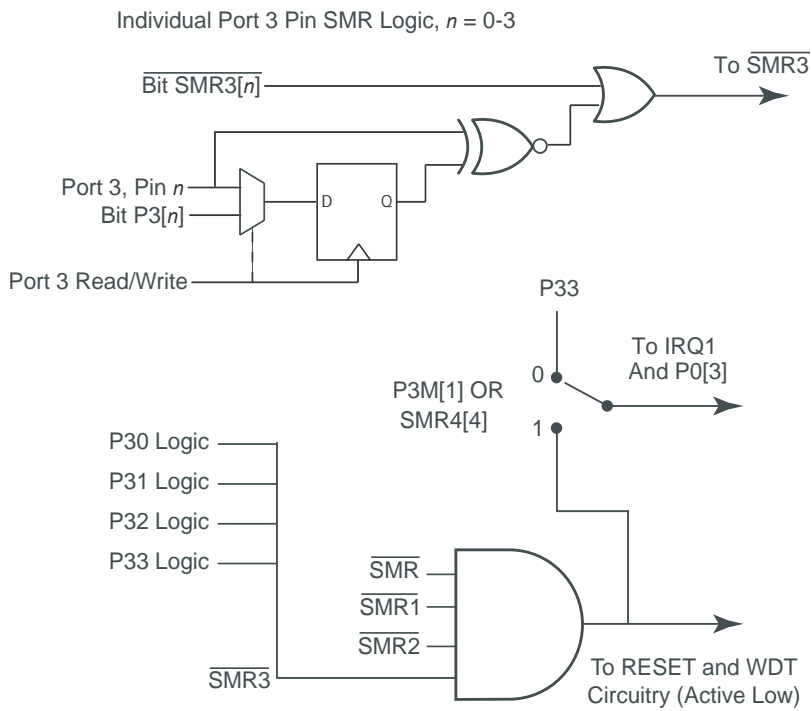 Individual Port 3 Pin SMR Logic, n = 0-3
Bit SMR3[n]
To SMR3
Port 3, Pin n
Bit P3[n]
D
Q
Port 3 Read/Write
P33
To IRQ1
And P0[3]
0
P3M[1] OR
SMR4[4]
1
P30 Logic
P31 Logic
P32 Logic
P33 Logic
SMR
SMR1
SMR2
SMR3
To RESET and WDT
Circuitry (Active Low)